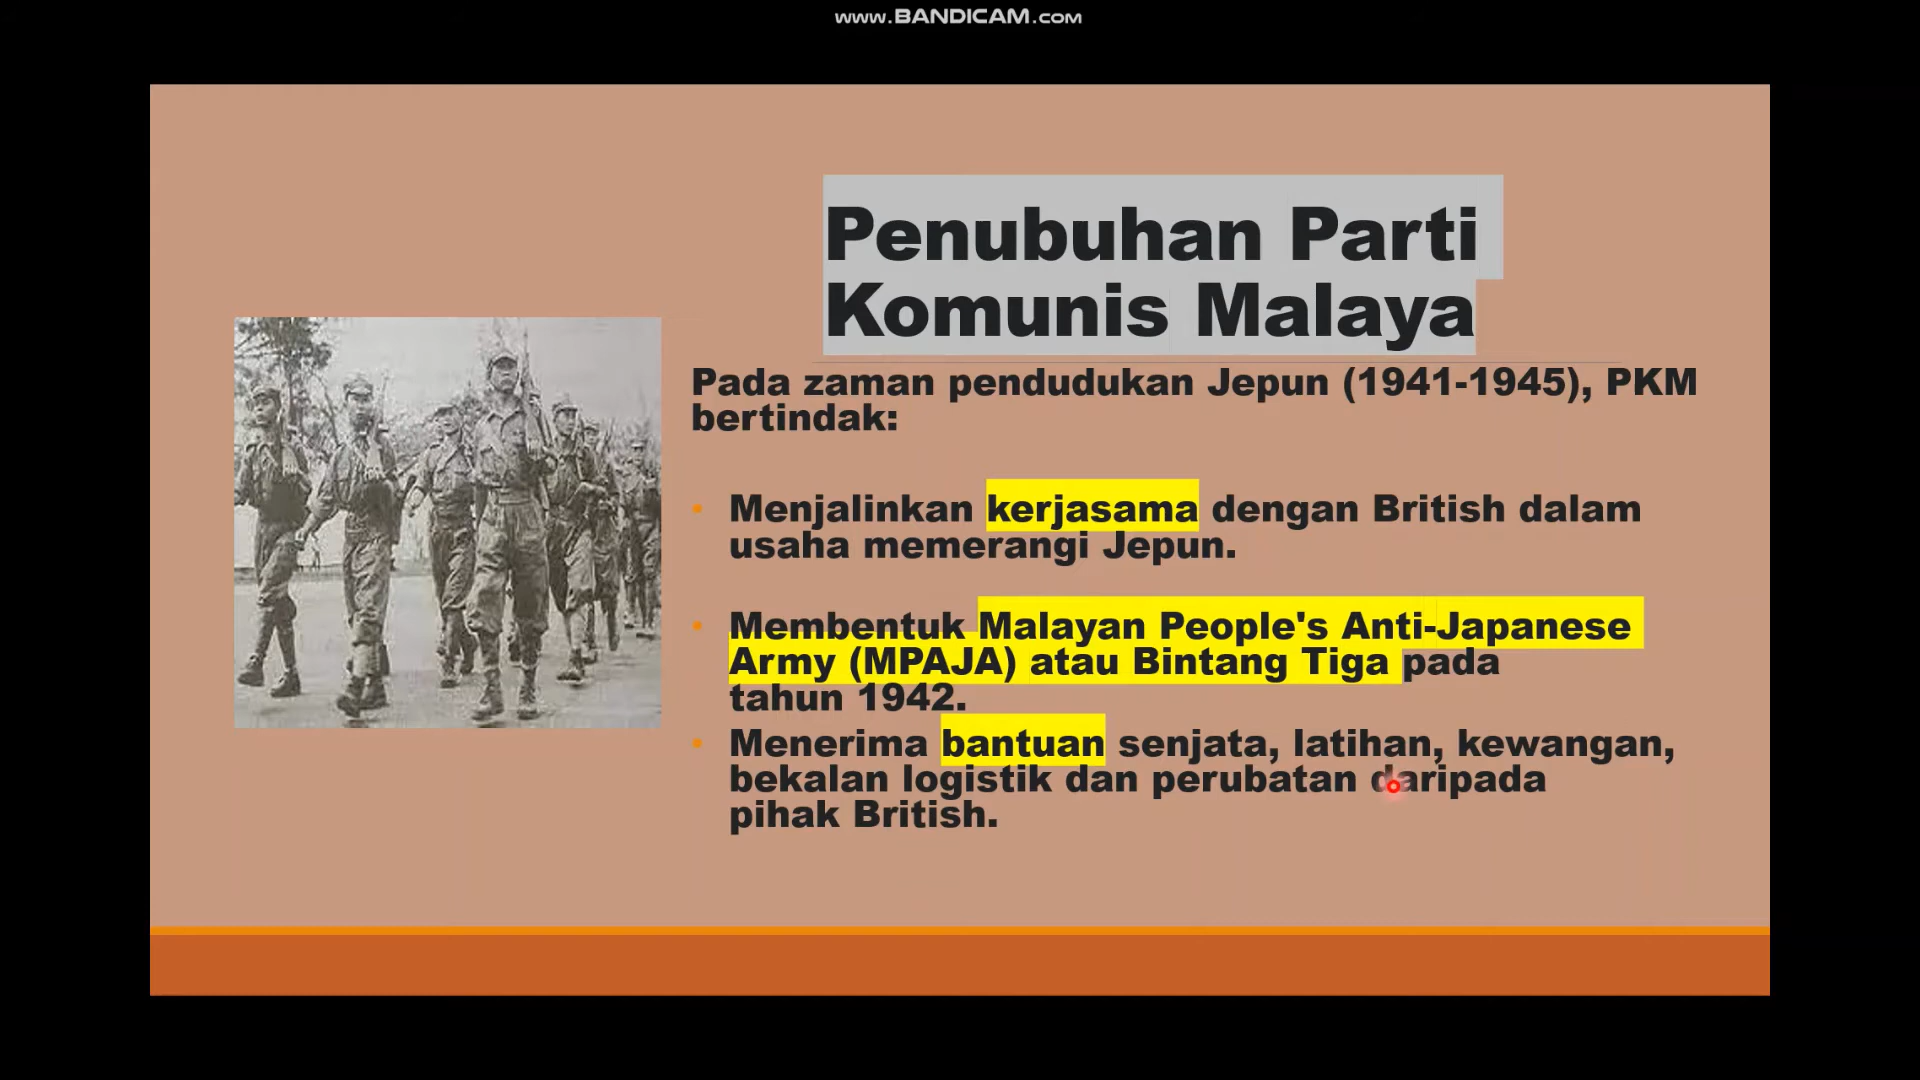 www.BANDICAM.com
Penubuhan Parti
Komunis Malaya
Pada zaman pendudukan Jepun (1941-1945), PKM
bertindak:
• Menjalinkan kerjasama dengan British dalam
usaha memerangi Jepun.
• Membentuk Malayan People's Anti-Japanese
Army (MPAJA) atau Bintang Tiga pada
tahun 1942.
• Menerima bantuan senjata, latihan, kewangan,
bekalan logistik dan perubatan daripada
pihak British.